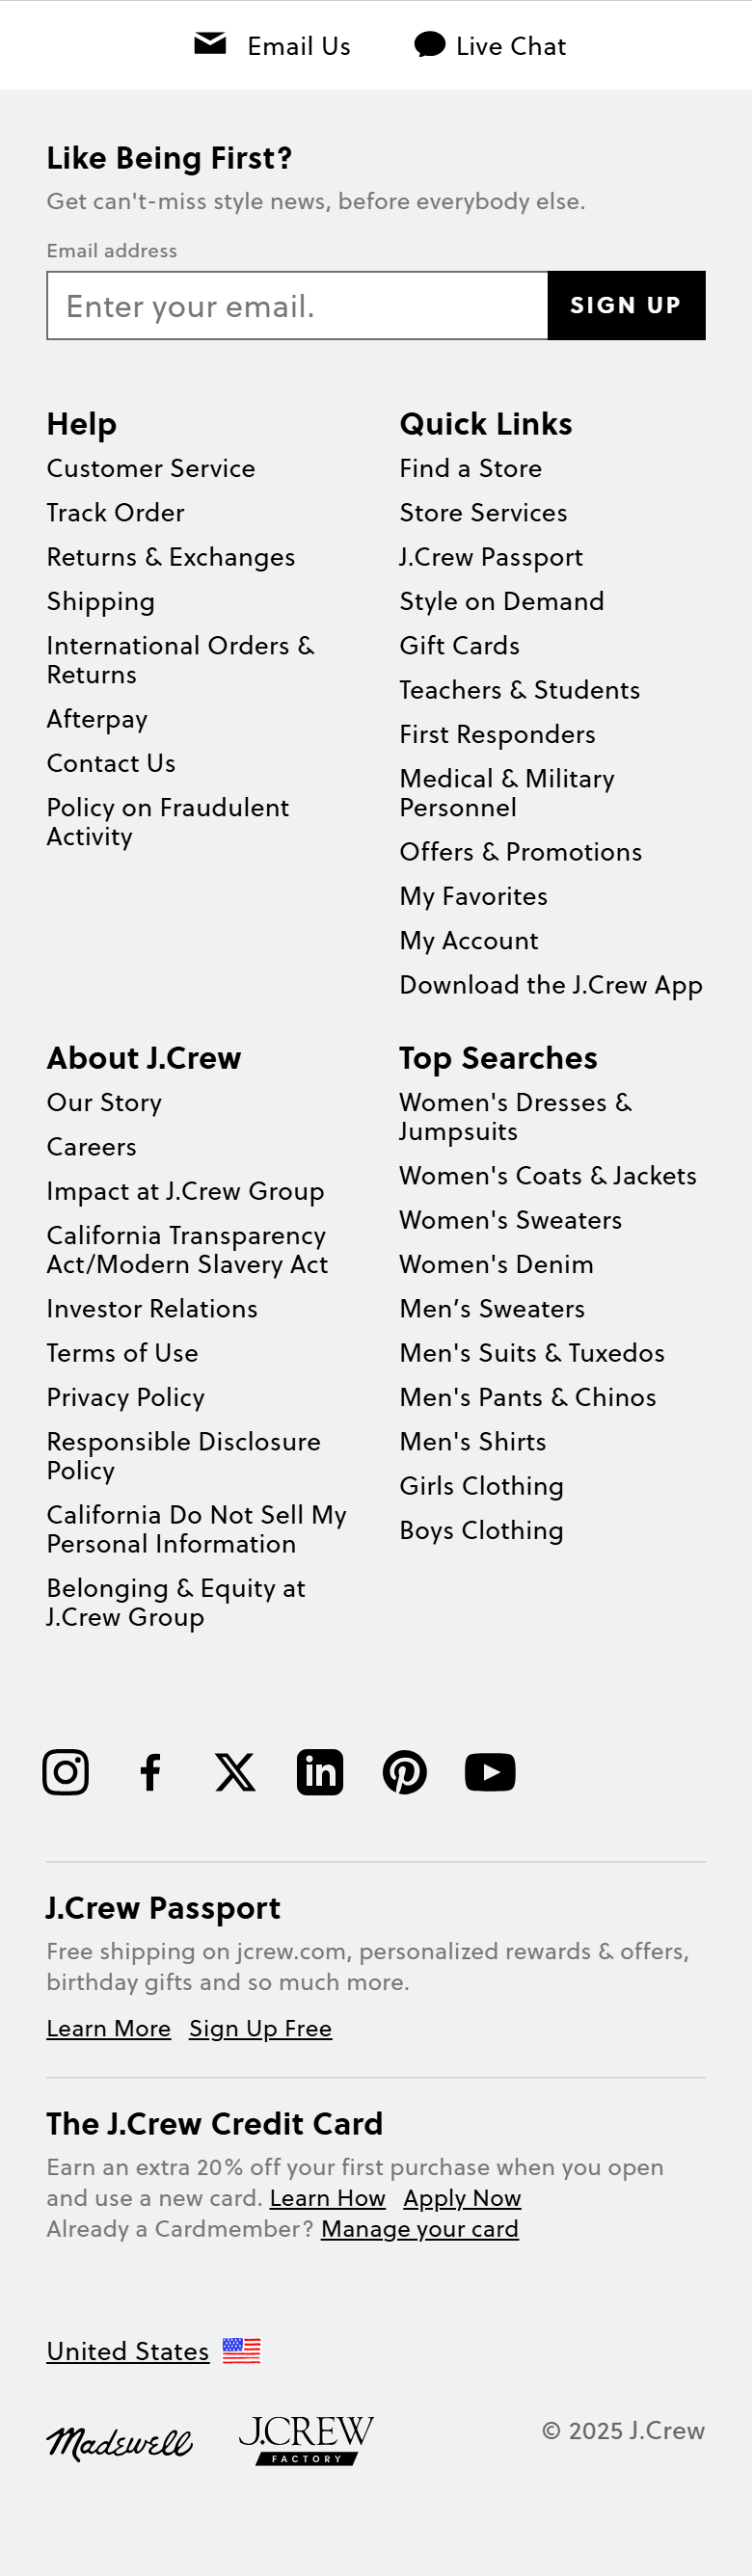 Email Us
Live Chat
Like Being First?
Get can't-miss style news, before everybody else.
Email address
Enter your email.
SIGN UP
Help
Customer Service
Track Order
Returns & Exchanges
Shipping
International Orders &
Returns
Afterpay
Contact Us
Policy on Fraudulent
Activity
Quick Links
Find a Store
Store Services
J.Crew Passport
Style on Demand
Gift Cards
Teachers & Students
First Responders
Medical & Military
Personnel
Offers & Promotions
My Favorites
My Account
Download the J.Crew App
About J.Crew
Our Story
Careers
Impact at J.Crew Group
California Transparency
Act/Modern Slavery Act
Investor Relations
Terms of Use
Privacy Policy
Responsible Disclosure
Policy
California Do Not Sell My
Personal Information
Belonging & Equity at
J.Crew Group
Top Searches
Women's Dresses &
Jumpsuits
Women's Coats & Jackets
Women's Sweaters
Women's Denim
Men’s Sweaters
Men's Suits & Tuxedos
Men's Pants & Chinos
Men's Shirts
Girls Clothing
Boys Clothing
J.Crew Passport
Free shipping on jcrew.com, personalized rewards & offers,
birthday gifts and so much more.
Learn More Sign Up Free
The J.Crew Credit Card
Earn an extra 20% off your first purchase when you open
and use a new card. Learn How Apply Now
Already a Cardmember? Manage your card
United States
Madewell
J.CREW
FACTORY
© 2025 J.Crew